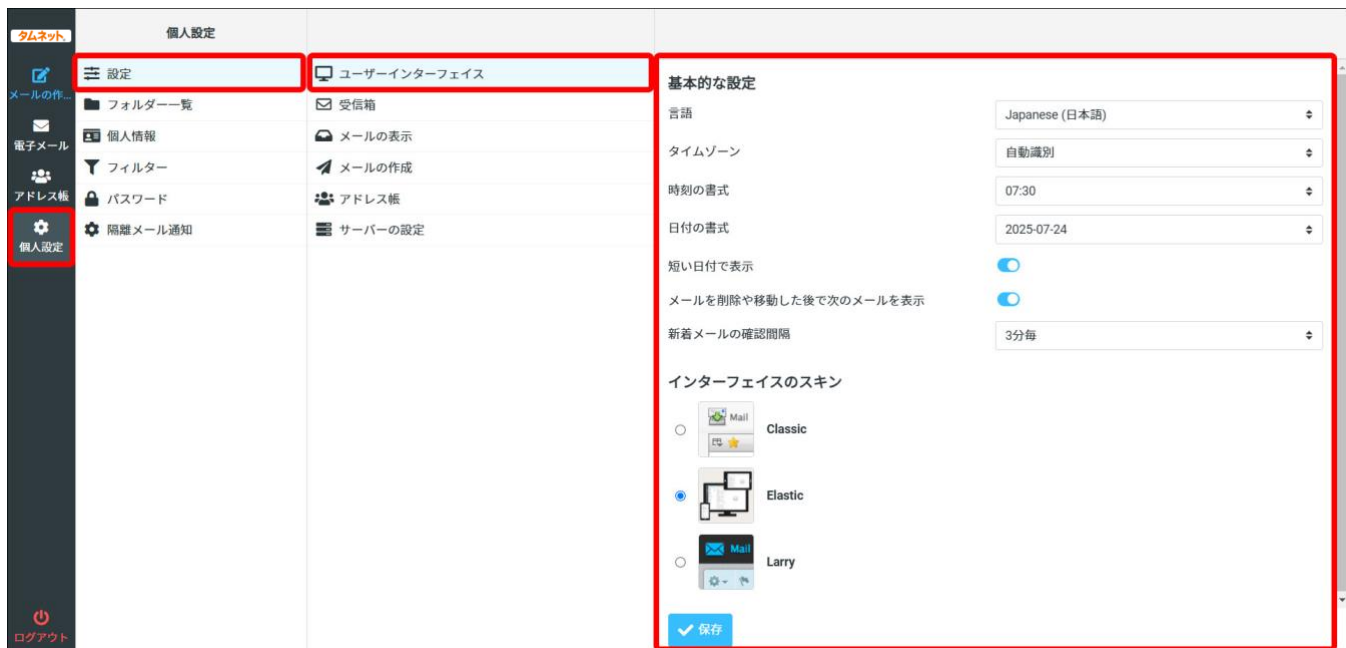 タムネット
メールの作...
電子メール
アドレス帳
個人設定
ログアウト
個人設定
設定
フォルダー一覧
個人情報
フィルター
パスワード
隔離メール通知
ユーザーインターフェイス
受信箱
メールの表示
メールの作成
アドレス帳
サーバーの設定
基本的な設定
言語 Japanese (日本語)
タイムゾーン 自動識別
時刻の書式 07:30
日付の書式 2025-07-24
短い日付で表示
メールを削除や移動した後で次のメールを表示
新着メールの確認間隔 3分毎
インターフェイスのスキン
Mail
Classic
Elastic
Mail
Larry
保存